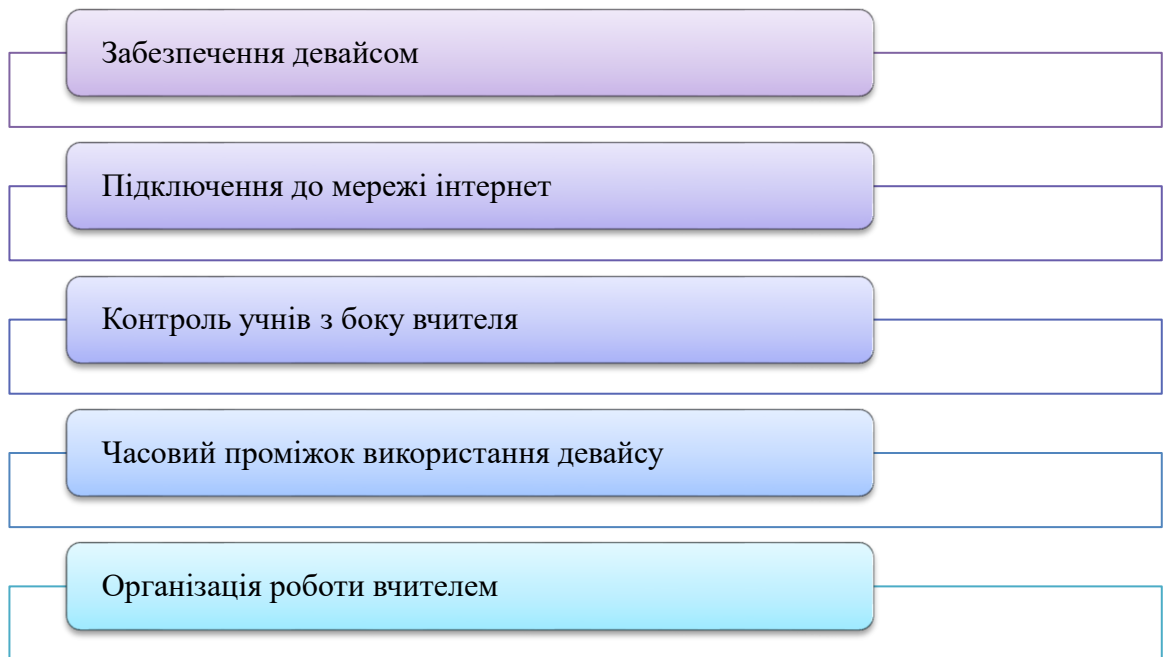 Забезпечення девайсом
Підключення до мережі інтернет
Контроль учнів з боку вчителя
Часовий проміжок використання девайсу
Організація роботи вчителем